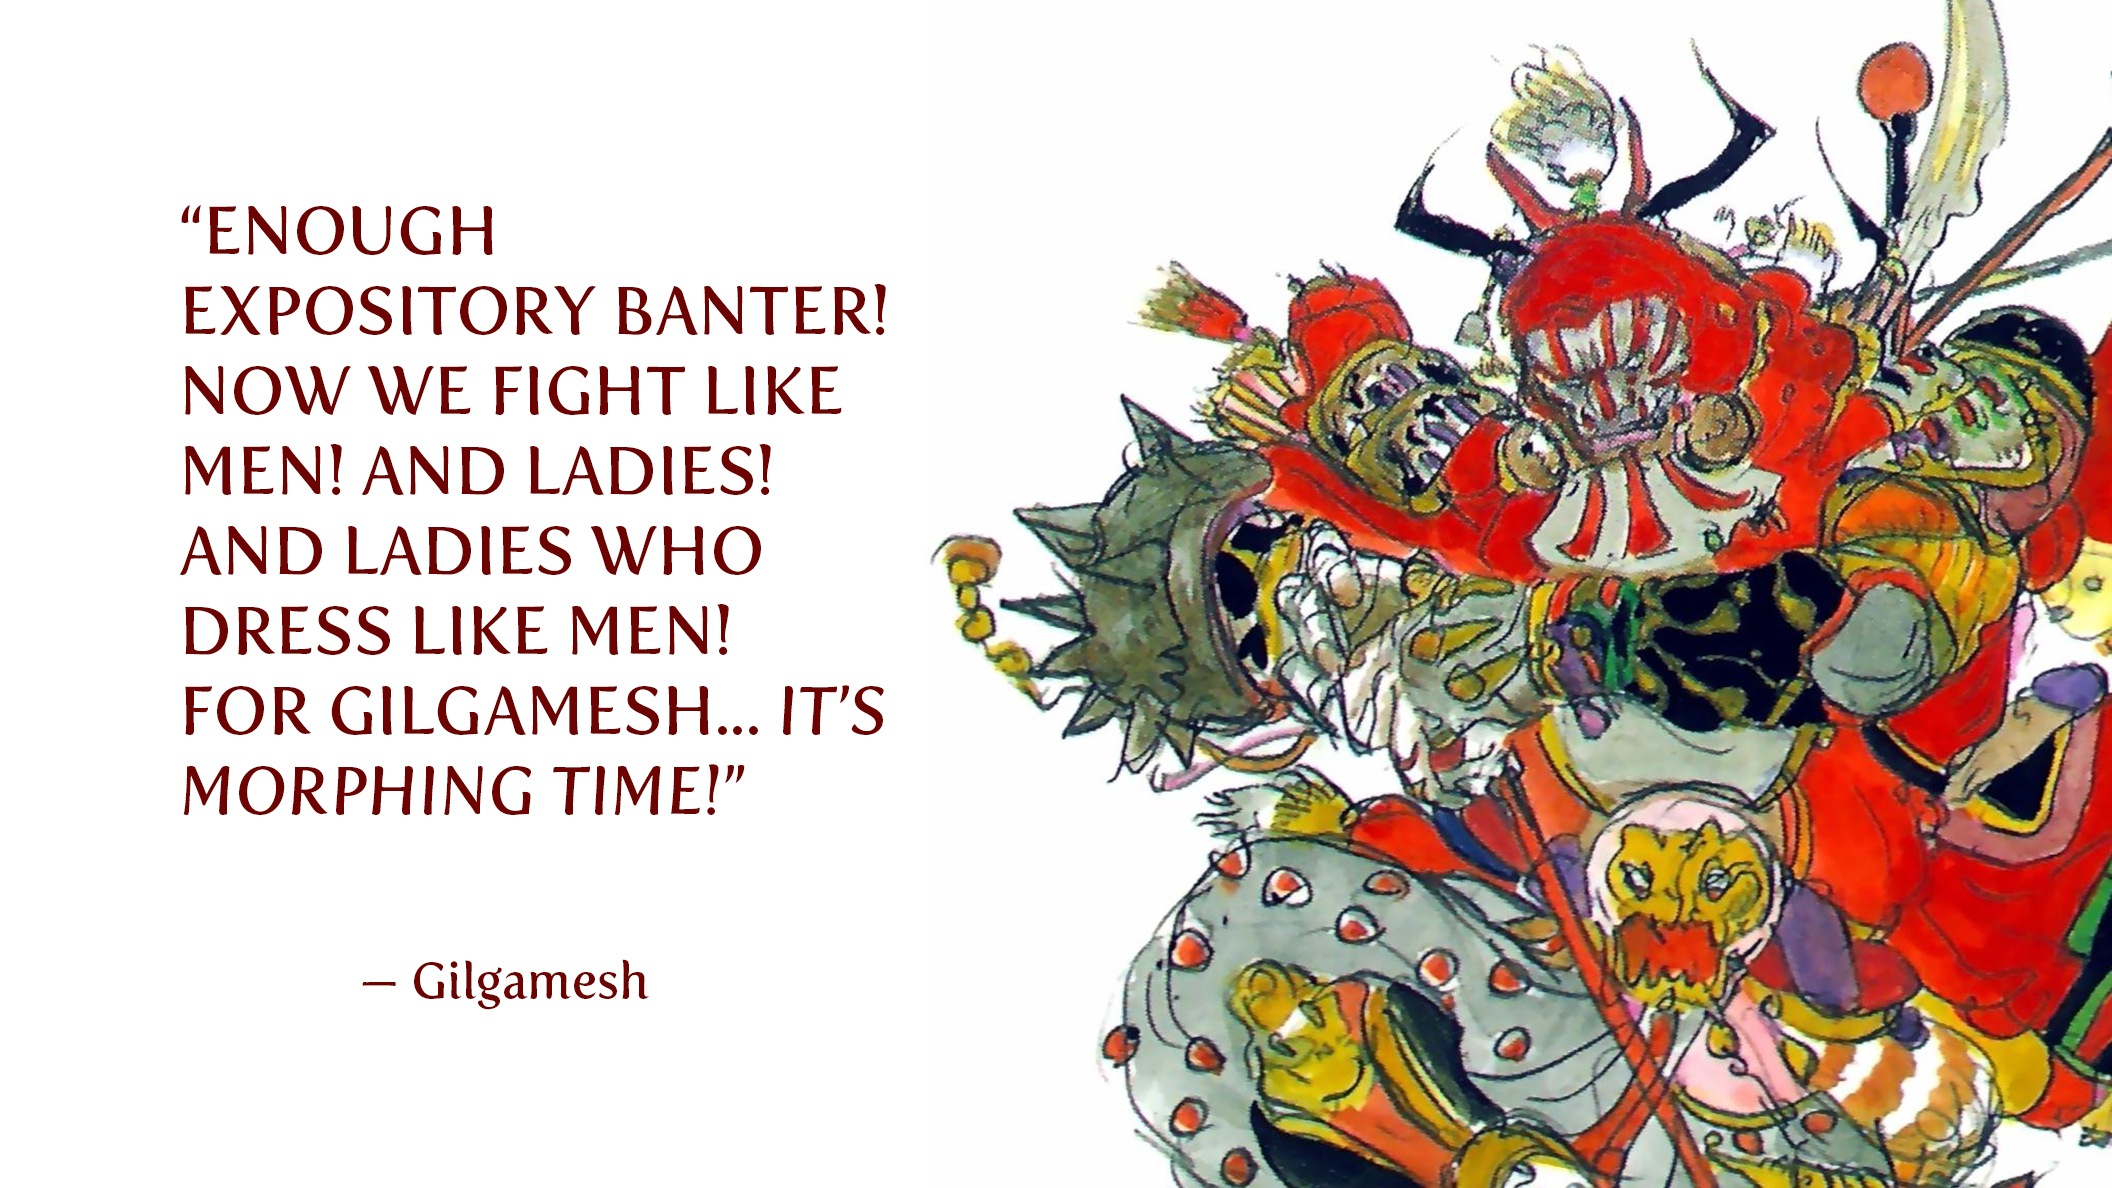 “ENOUGH
EXPOSITORY BANTER!
NOW WE FIGHT LIKE
MEN! AND LADIES!
AND LADIES WHO
DRESS LIKE MEN!
FOR GILGAMESH... IT’S
MORPHING TIME!”
— Gilgamesh